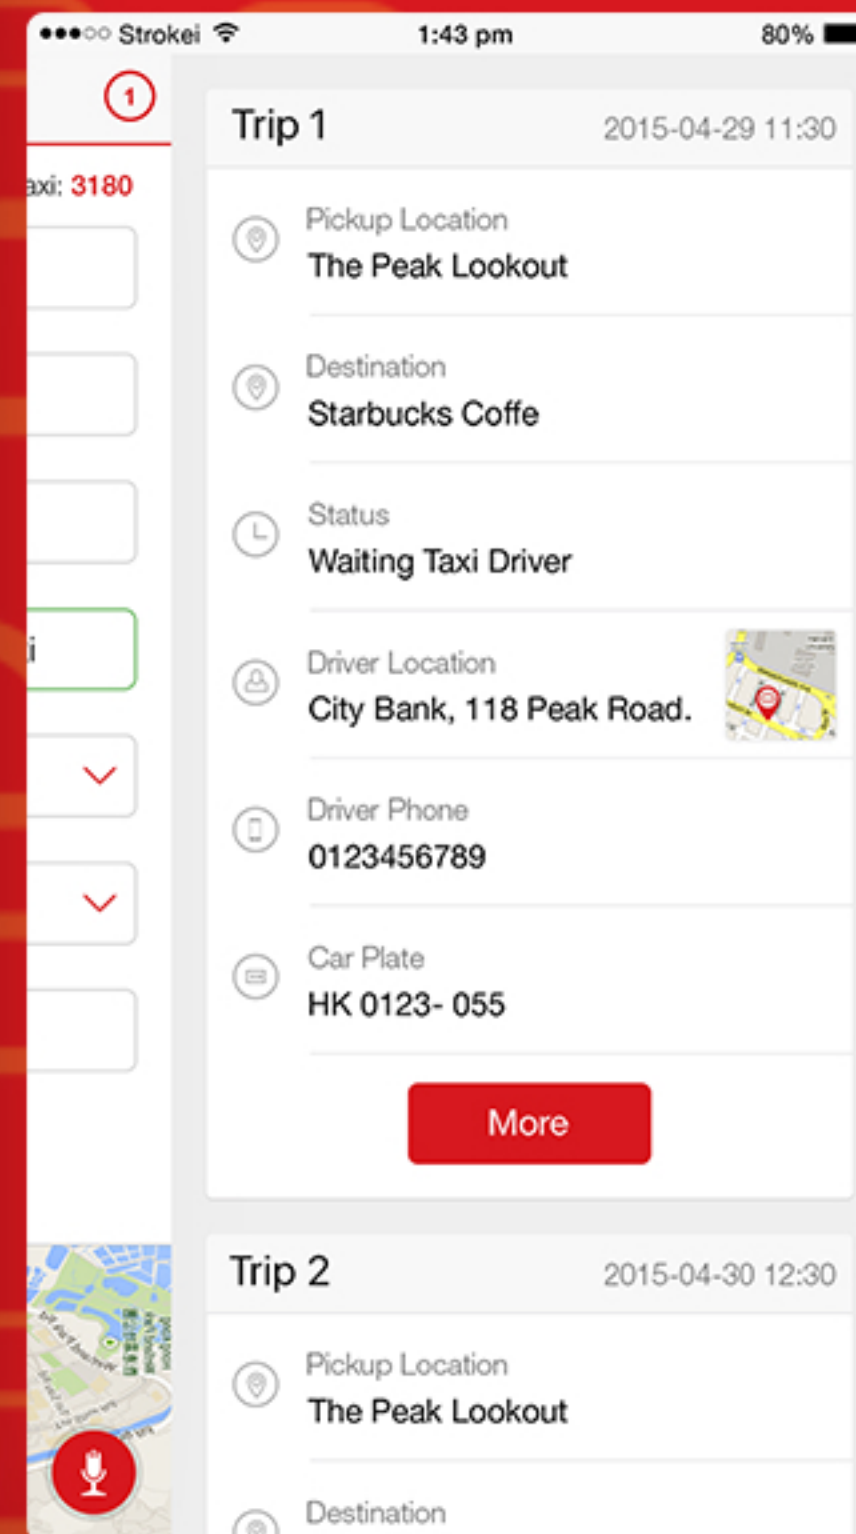 Strokei 1:43 pm 80%
1
axi: 3180
i
Trip 1 2015-04-29 11:30
Pickup Location
The Peak Lookout
Destination
Starbucks Coffe
Status
Waiting Taxi Driver
Driver Location
City Bank, 118 Peak Road.
Driver Phone
0123456789
Car Plate
HK 0123- 055
More
Trip 2 2015-04-30 12:30
Pickup Location
The Peak Lookout
Destination